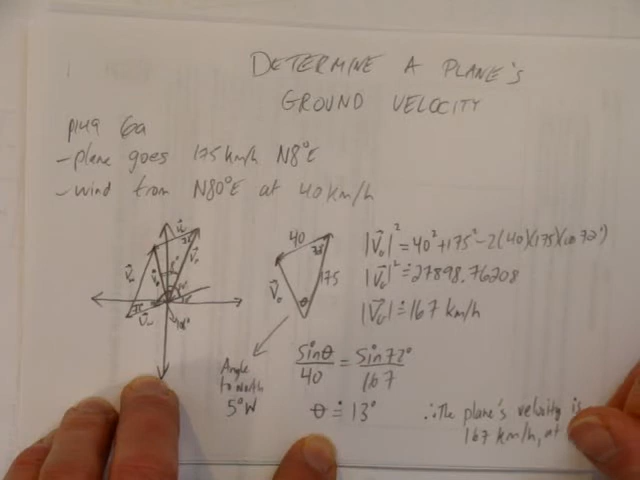 DETERMINE A PLANE'S
GROUND VELOCITY
p149 6a
- plane goes 175 km/h N8°E
- wind from N80°E at 40 km/h
40
72°
175
θ
|V⃗| ² = 40² + 175² - 2(40)(175)(cos 72°)
|V⃗| ² ≐ 27898.76208
|V⃗| ≐ 167 km/h
sinθ/40 = sin72°/167
θ ≐ 13°
Angle
to north
5°W
∴ The plane's velocity is
167 km/h, at